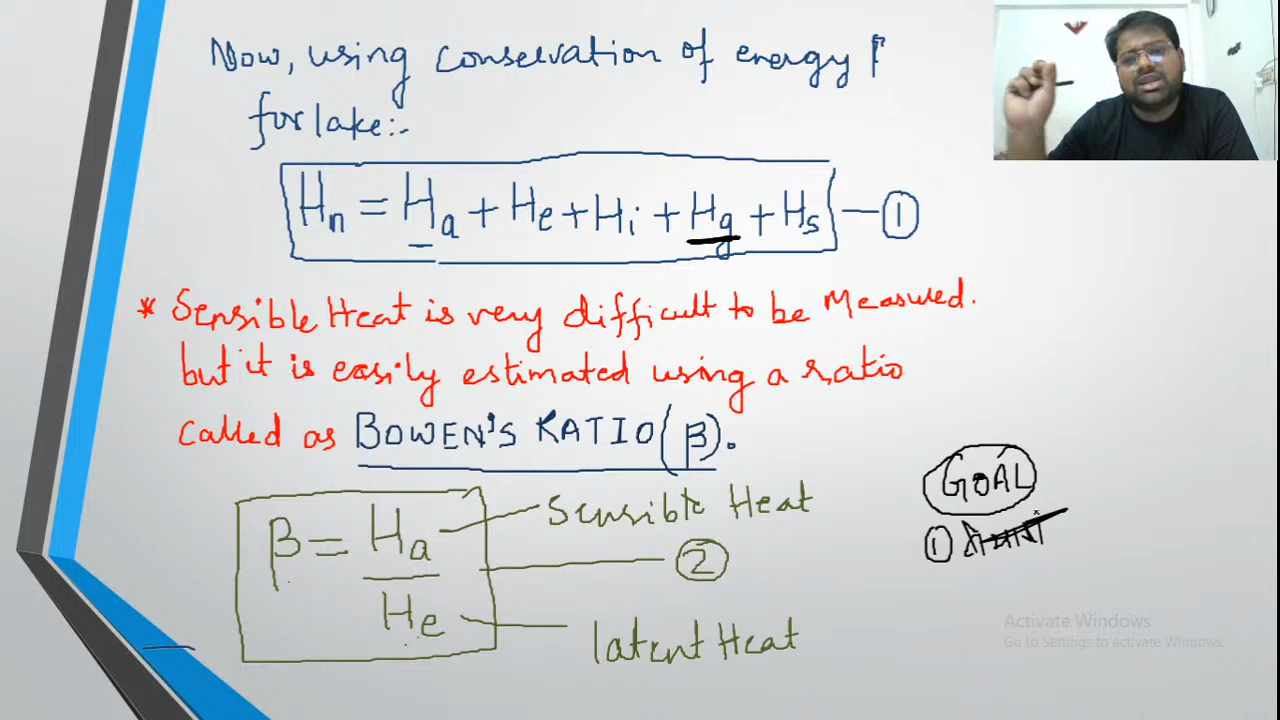 Now, using conservation of energy
for lake:-
Hn = Ha + He + Hi + Hg + Hs — ①
* Sensible Heat is very difficult to be Measured.
but it is easily estimated using a ratio
called as BOWEN'S RATIO(β).
β = Ha / He — ②
Sensible Heat
latent Heat
GOAL
①
Activate Windows
Go to Settings to activate Windows.